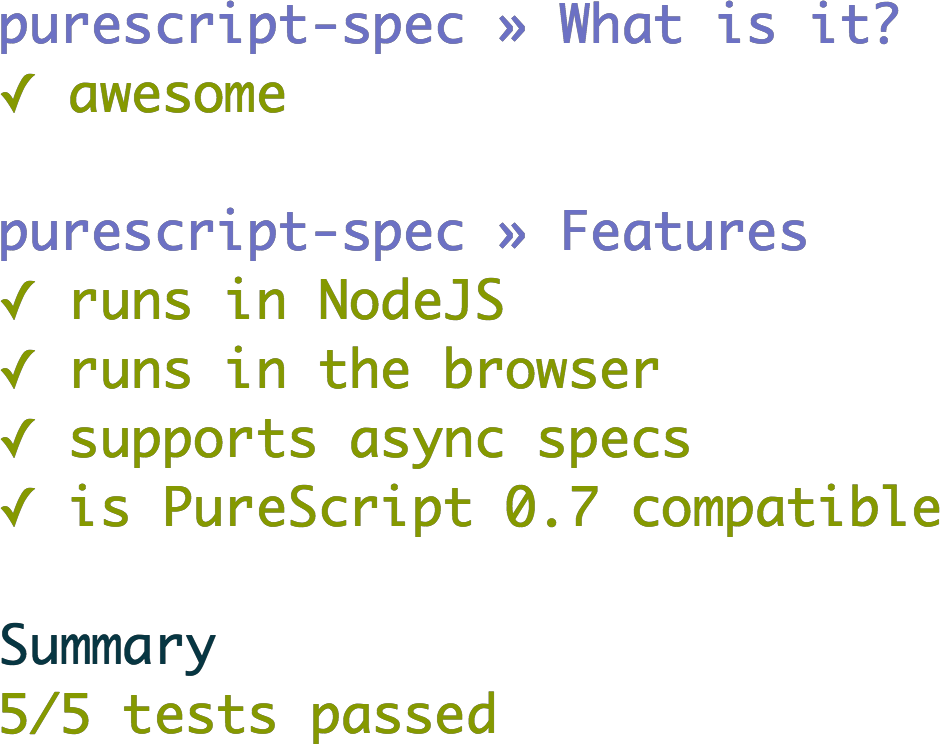 purescript-spec » What is it?
✓ awesome
purescript-spec » Features
✓ runs in NodeJS
✓ runs in the browser
✓ supports async specs
✓ is PureScript 0.7 compatible
Summary
5/5 tests passed